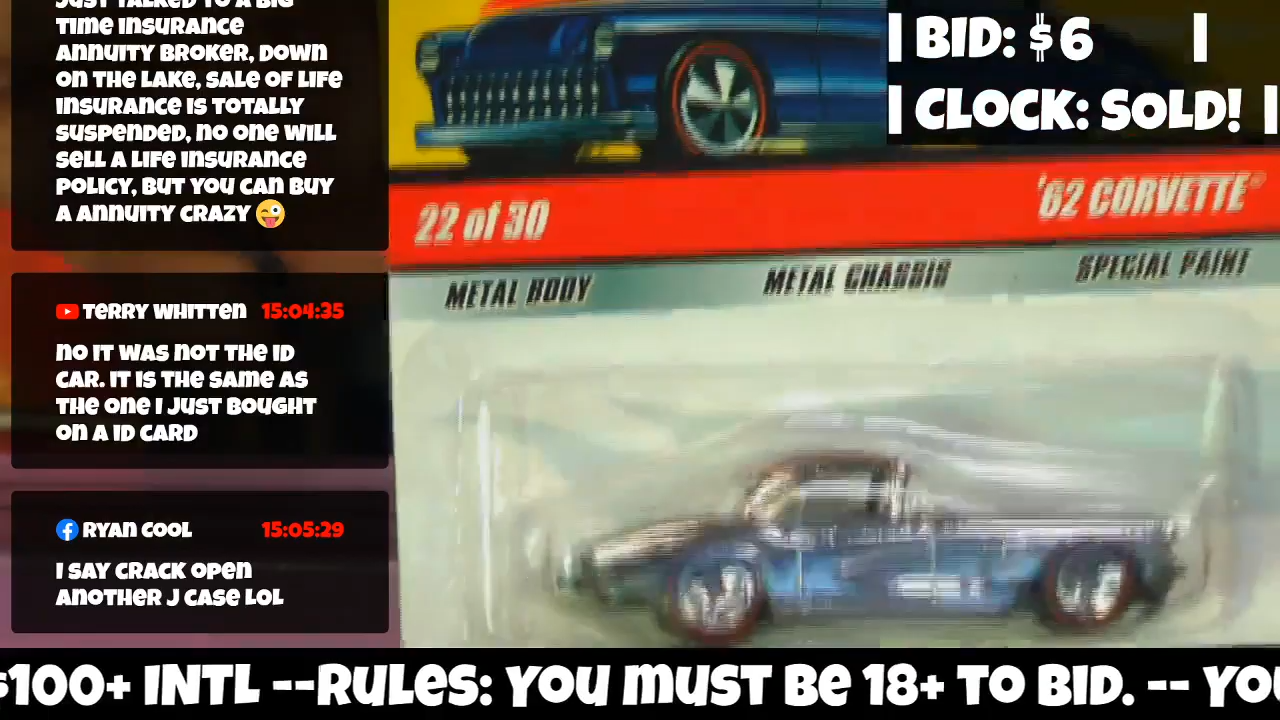 JUST TALKED TO A BIG
TIME INSURANCE
ANNUITY BROKER, DOWN
ON THE LAKE, SALE OF LIFE
INSURANCE IS TOTALLY
SUSPENDED, NO ONE WILL
SELL A LIFE INSURANCE
POLICY, BUT YOU CAN BUY
A ANNUITY CRAZY 😜
TERRY WHITTEN 15:04:35
NO IT WAS NOT THE ID
CAR. IT IS THE SAME AS
THE ONE I JUST BOUGHT
ON A ID CARD
RYAN COOL 15:05:29
I SAY CRACK OPEN
ANOTHER J CASE LOL
| BID: $6 |
| CLOCK: SOLD! |
22 of 30
'62 CORVETTE®
METAL BODY
METAL CHASSIS
SPECIAL PAINT
$100+ INTL --RULES: YOU MUST BE 18+ TO BID. -- YOU